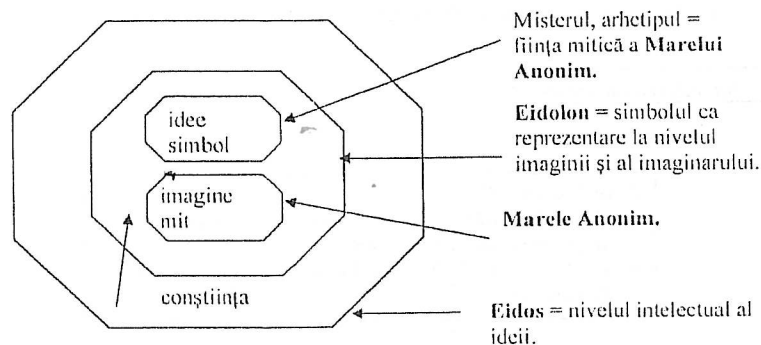 Misterul, arhetipul =
ființa mitică a Marelui
Anonim.
idee
simbol
Eidolon = simbolul ca
reprezentare la nivelul
imaginii și al imaginarului.
imagine
mit
Marele Anonim.
conștiința
Eidos = nivelul intelectual al
ideii.